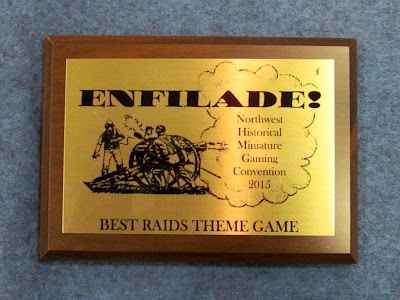 ENFILADE!
Northwest
Historical
Miniature
Gaming
Convention
2015
BEST RAIDS THEME GAME